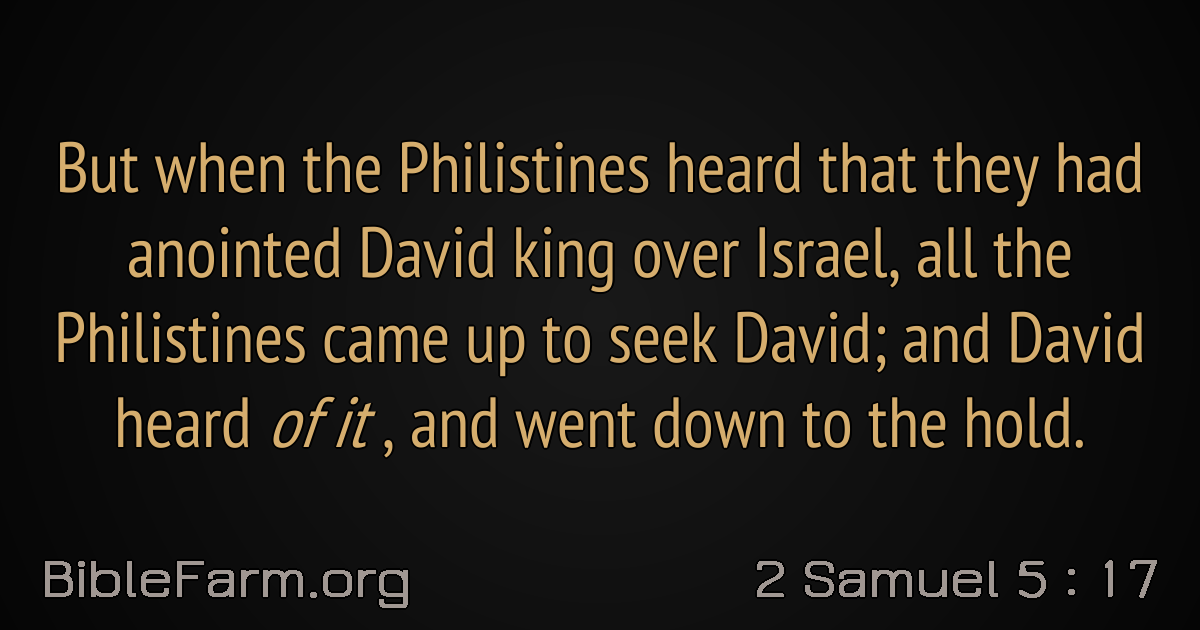 But when the Philistines heard that they had
anointed David king over Israel, all the
Philistines came up to seek David; and David
heard of it , and went down to the hold.
BibleFarm.org
2 Samuel 5 : 17